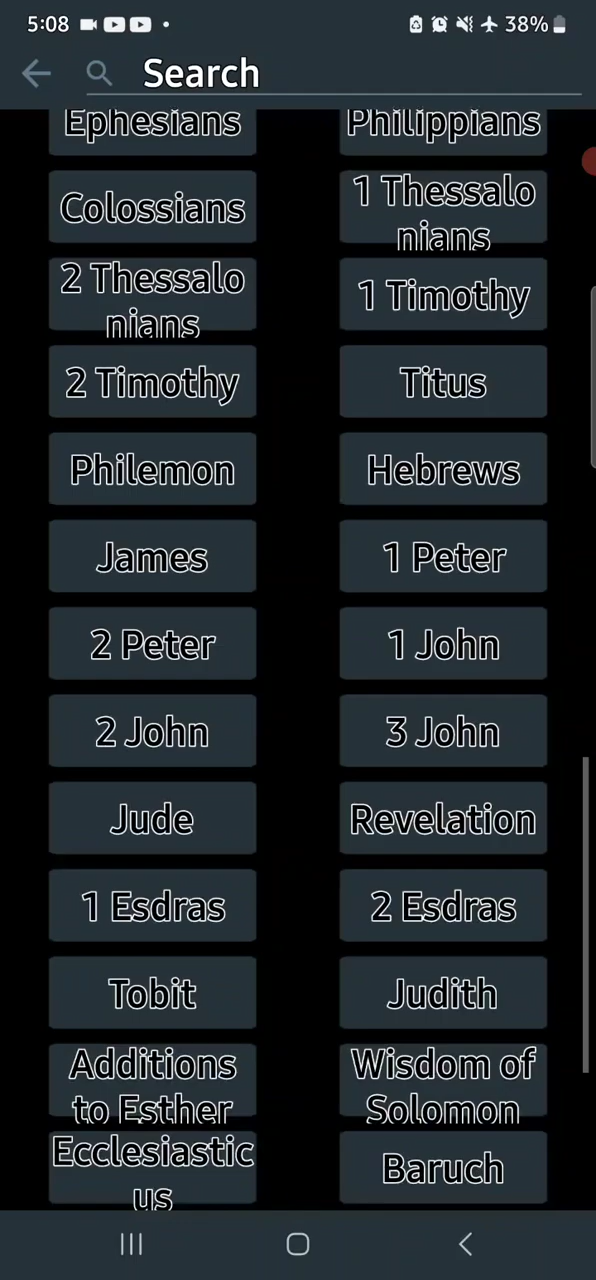 5:08 38%
Search
Ephesians Philippians
Colossians 1 Thessalo
nians
2 Thessalo 1 Timothy
nians
2 Timothy Titus
Philemon Hebrews
James 1 Peter
2 Peter 1 John
2 John 3 John
Jude Revelation
1 Esdras 2 Esdras
Tobit Judith
Additions Wisdom of
to Esther Solomon
Ecclesiastic Baruch
us